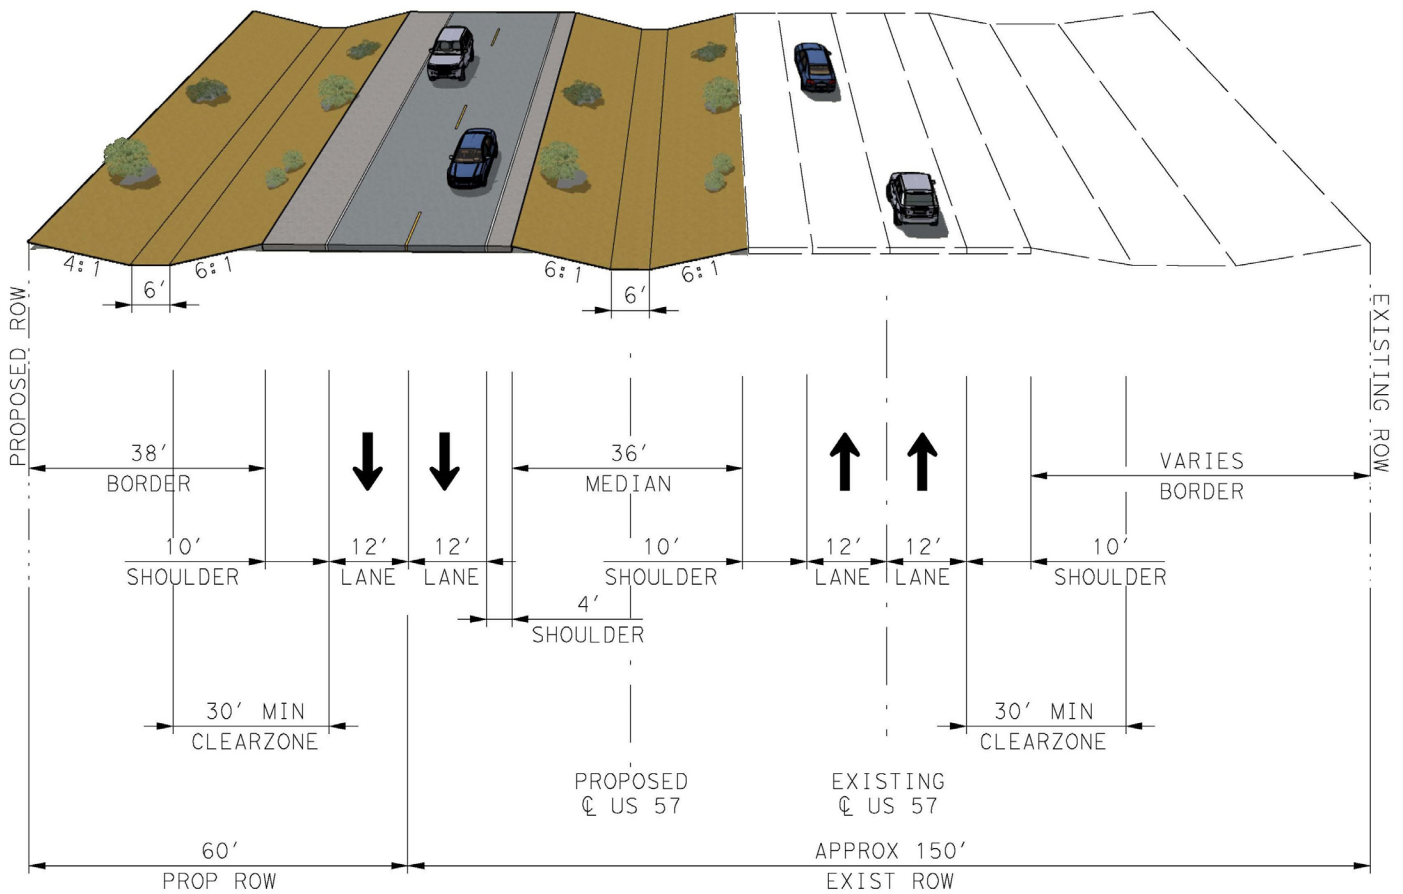 4:1
6:1
6:1
6:1
6'
6'
PROPOSED ROW
EXISTING ROW
38'
BORDER
36'
MEDIAN
VARIES
BORDER
10'
SHOULDER
12'
LANE
12'
LANE
10'
SHOULDER
12'
LANE
12'
LANE
10'
SHOULDER
4'
SHOULDER
30' MIN
CLEARZONE
30' MIN
CLEARZONE
PROPOSED
℄ US 57
EXISTING
℄ US 57
60'
PROP ROW
APPROX 150'
EXIST ROW